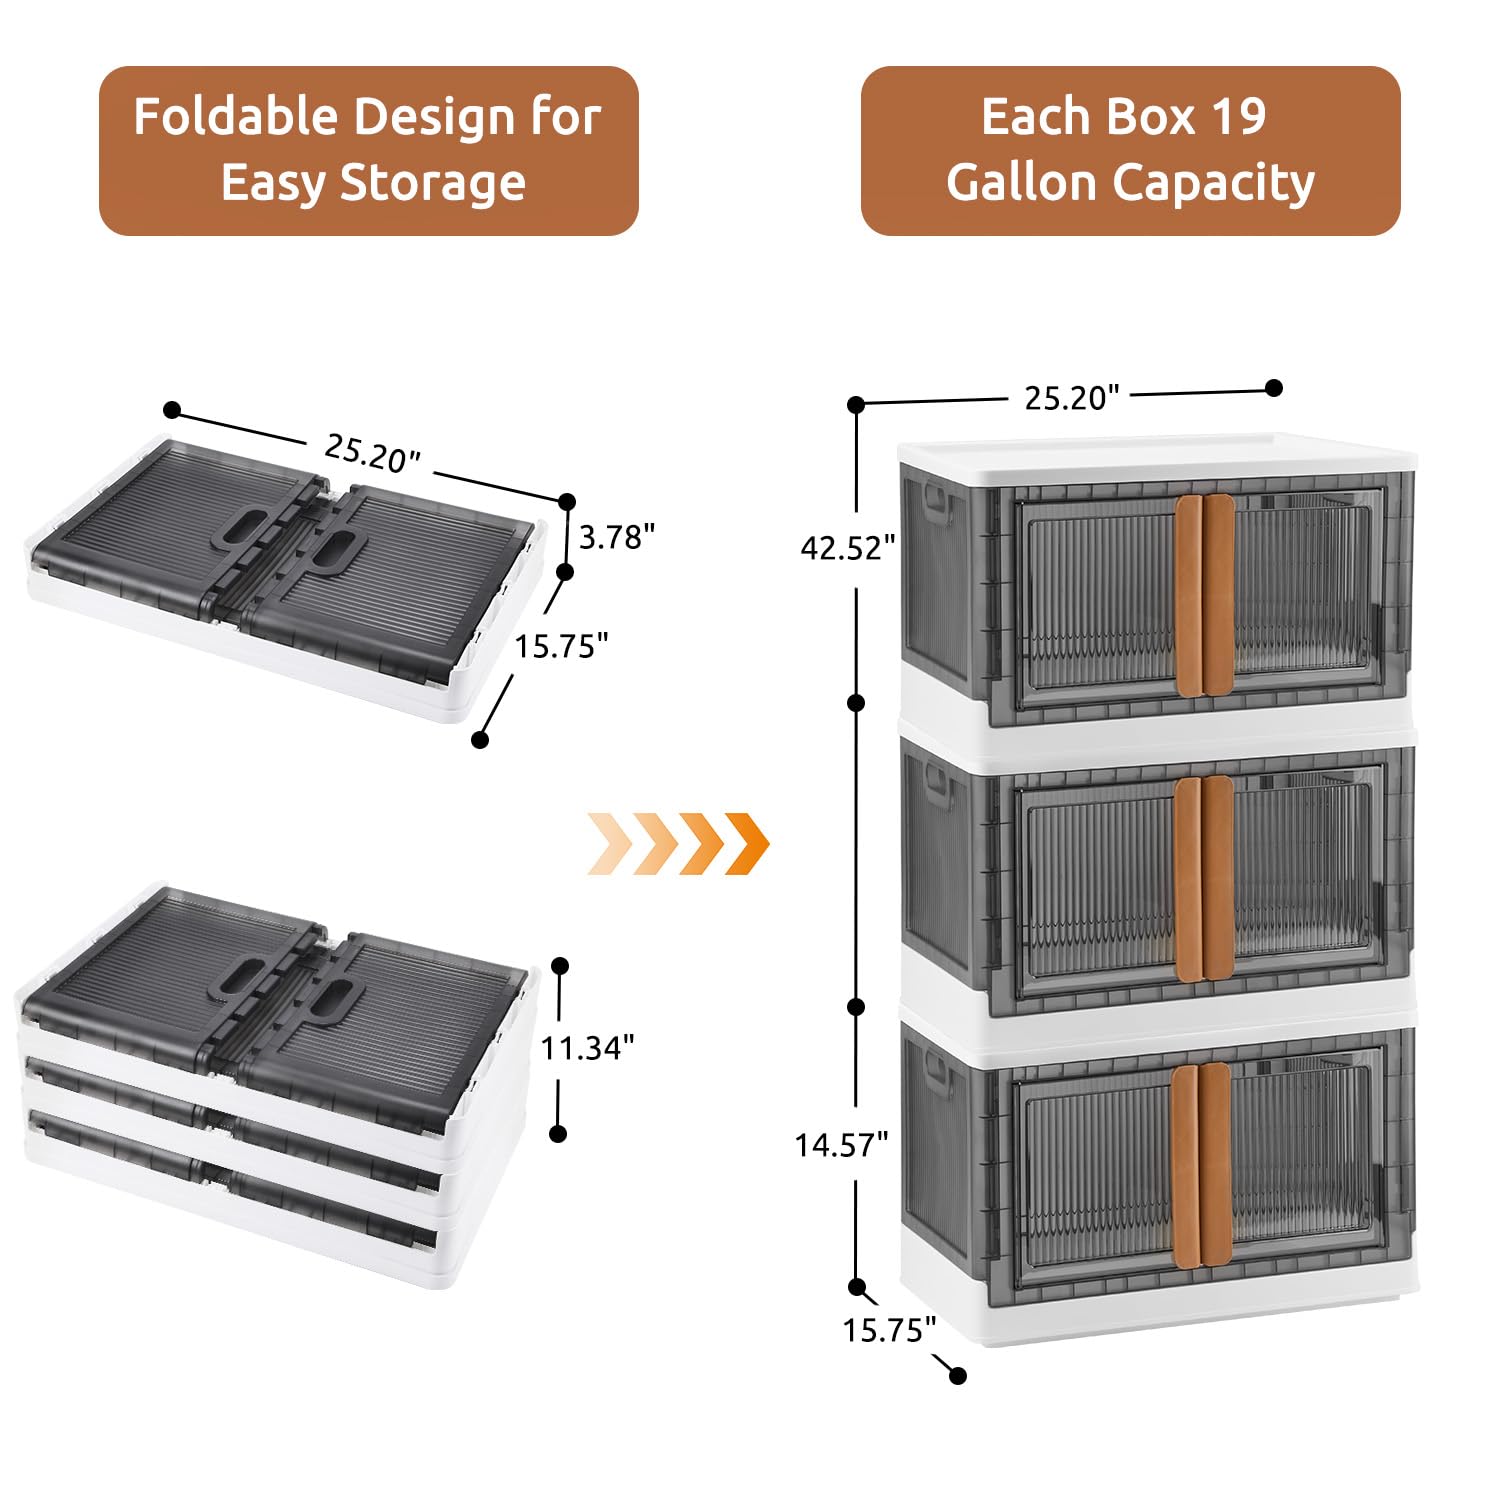 Foldable Design for
Easy Storage
Each Box 19
Gallon Capacity
25.20"
3.78"
15.75"
11.34"
25.20"
42.52"
14.57"
15.75"